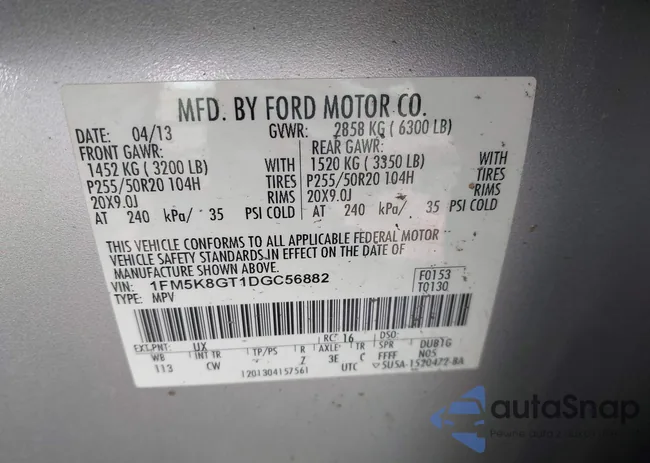 MFD. BY FORD MOTOR CO.
DATE: 04/13 GVWR: 2858 KG ( 6300 LB)
FRONT GAWR: REAR GAWR:
1452 KG ( 3200 LB) WITH 1520 KG ( 3350 LB) WITH
P255/50R20 104H TIRES P255/50R20 104H TIRES
20X9.0J RIMS 20X9.0J RIMS
AT 240 kPa/ 35 PSI COLD AT 240 kPa/ 35 PSI COLD
THIS VEHICLE CONFORMS TO ALL APPLICABLE FEDERAL MOTOR
VEHICLE SAFETY STANDARDS IN EFFECT ON THE DATE OF
MANUFACTURE SHOWN ABOVE.
VIN: 1FM5K8GT1DGC56882 F0153
TYPE: MPV T0130
EXT.PNT: UX RC: 16 DSO:
WB INT TR TP/PS R AXLE TR SPR DUB1G
113 CW Z 3E C FFFF N05
1201304157561 UTC 5U5A-1520472-BA
autoSnap